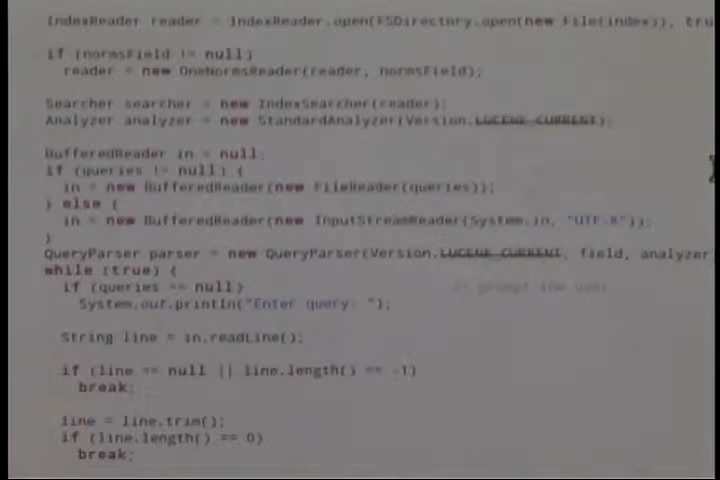 IndexReader reader = IndexReader.open(FSDirectory.open(new File(index)), tru
if (normsField != null)
reader = new OneNormsReader(reader, normsField);
Searcher searcher = new IndexSearcher(reader);
Analyzer analyzer = new StandardAnalyzer(Version.LUCENE_CURRENT);
BufferedReader in = null;
if (queries != null) {
in = new BufferedReader(new FileReader(queries));
} else {
in = new BufferedReader(new InputStreamReader(System.in, "UTF-8"));
}
QueryParser parser = new QueryParser(Version.LUCENE_CURRENT, field, analyzer
while (true) {
if (queries == null) // prompt the user
System.out.println("Enter query: ");
String line = in.readLine();
if (line == null || line.length() == -1)
break;
line = line.trim();
if (line.length() == 0)
break;